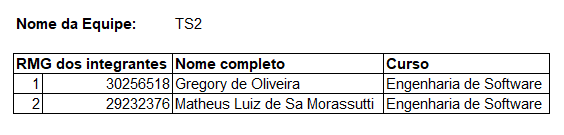 Nome da Equipe: TS2
RMG dos integrantes Nome completo Curso
1 30256518 Gregory de Oliveira Engenharia de Software
2 29232376 Matheus Luiz de Sa Morassutti Engenharia de Software